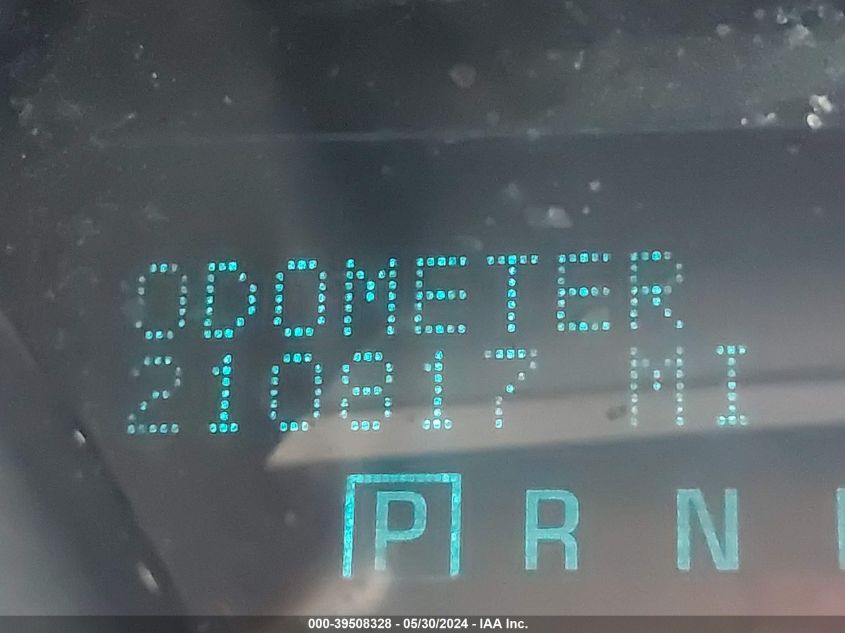 ODOMETER
210817 MI
P R N
000-39508328 - 05/30/2024 - IAA Inc.